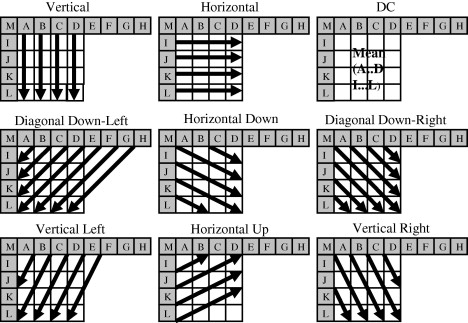 Vertical Horizontal DC
M A B C D E F G H M A B C D E F G H M A B C D E F G H
I I I
J J J Mean
K K K (A..D
L L L I...L)
Diagonal Down-Left Horizontal Down Diagonal Down-Right
M A B C D E F G H M A B C D E F G H M A B C D E F G H
I I I
J J J
K K K
L L L
Vertical Left Horizontal Up Vertical Right
M A B C D E F G H M A B C D E F G H M A B C D E F G H
I I I
J J J
K K K
L L L